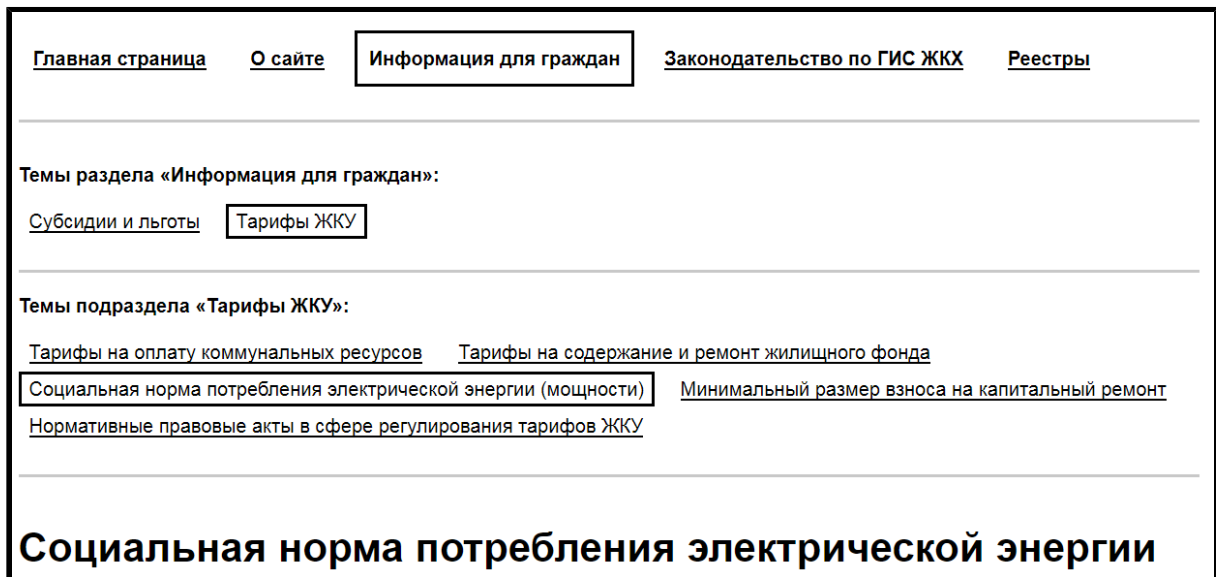 Главная страница О сайте Информация для граждан Законодательство по ГИС ЖКХ Реестры
Темы раздела «Информация для граждан»:
Субсидии и льготы Тарифы ЖКУ
Темы подраздела «Тарифы ЖКУ»:
Тарифы на оплату коммунальных ресурсов Тарифы на содержание и ремонт жилищного фонда
Социальная норма потребления электрической энергии (мощности) Минимальный размер взноса на капитальный ремонт
Нормативные правовые акты в сфере регулирования тарифов ЖКУ
Социальная норма потребления электрической энергии